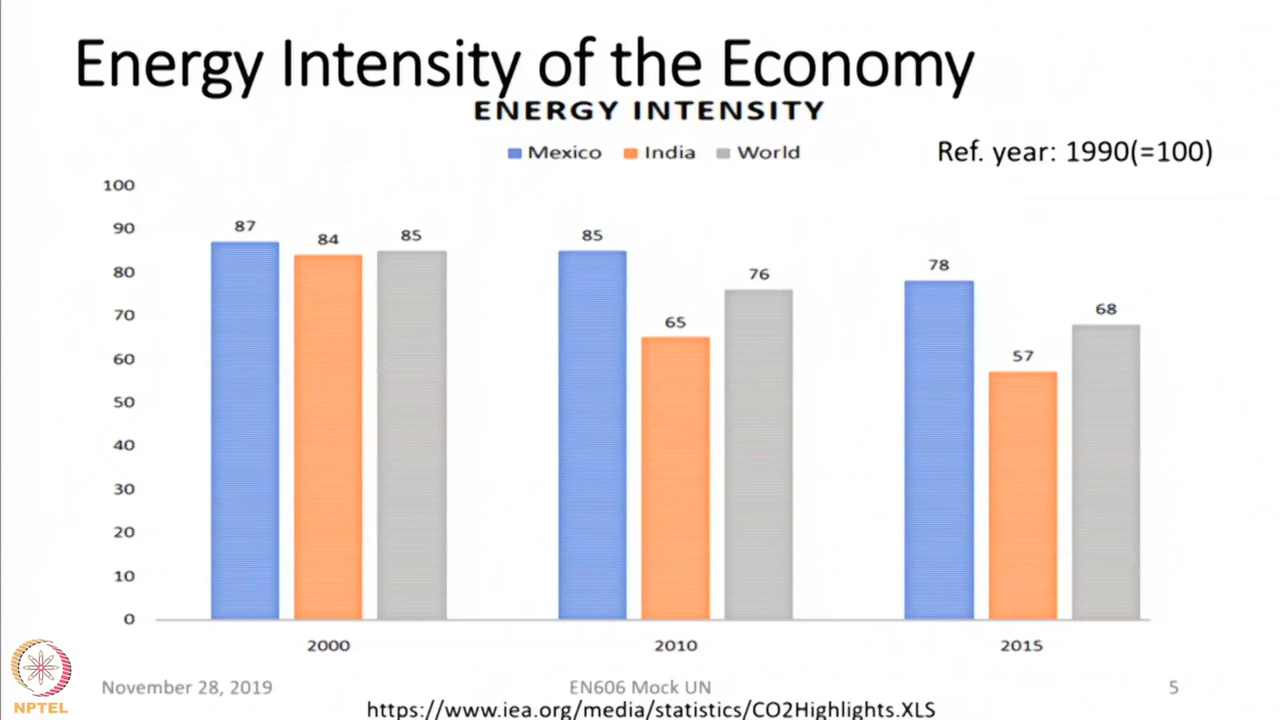 Energy Intensity of the Economy
ENERGY INTENSITY
Mexico India World
Ref. year: 1990(=100)
100
90
80
70
60
50
40
30
20
10
0
87 84 85
85 65 76
78 57 68
2000 2010 2015
NPTEL
November 28, 2019 EN606 Mock UN 5
https://www.iea.org/media/statistics/CO2Highlights.XLS